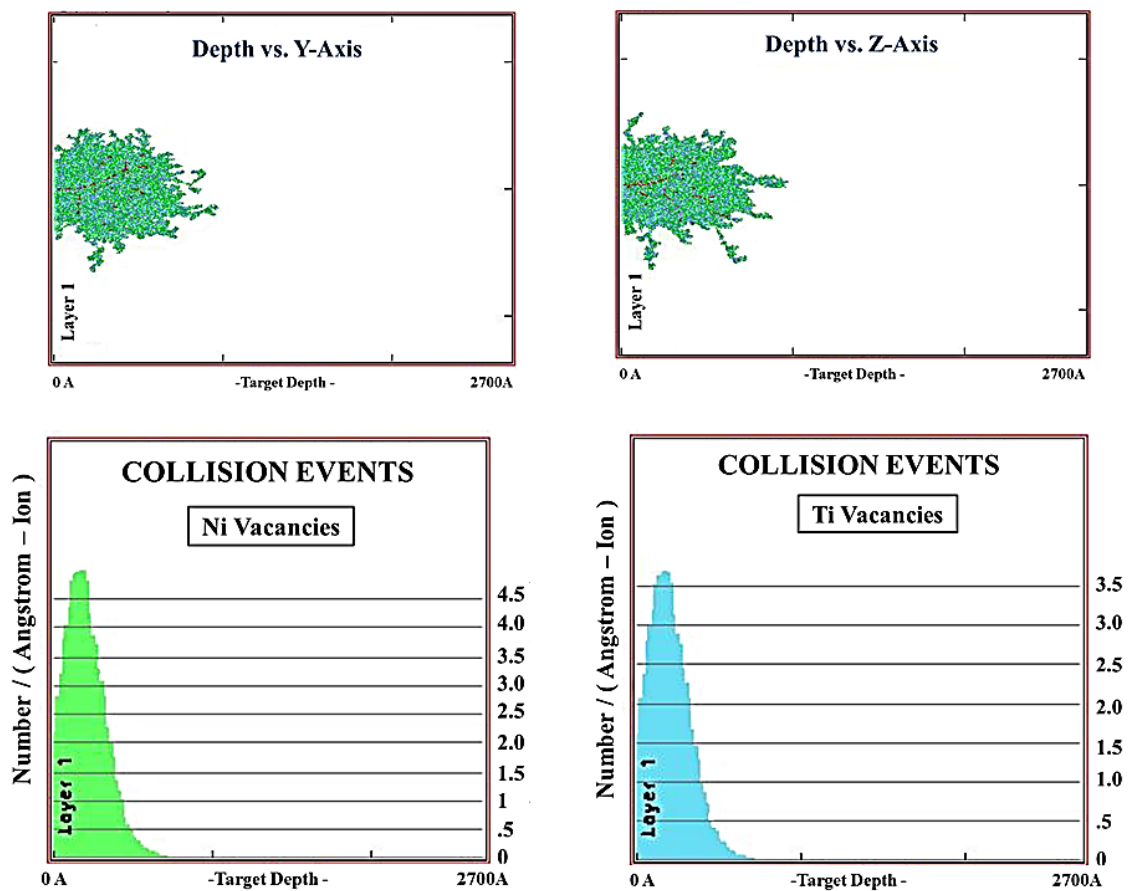 Depth vs. Y-Axis
Layer 1
0 A
-Target Depth -
2700A
Depth vs. Z-Axis
Layer 1
0 A
-Target Depth -
2700A
COLLISION EVENTS
Ni Vacancies
Number / ( Angstrom – Ion )
4.5
4.0
3.5
3.0
2.5
2.0
1.5
1
.5
0
Layer 1
0 A
-Target Depth -
2700A
COLLISION EVENTS
Ti Vacancies
Number / ( Angstrom – Ion )
3.5
3.0
2.5
2.0
1.5
1.0
.5
0
Layer 1
0 A
-Target Depth -
2700A